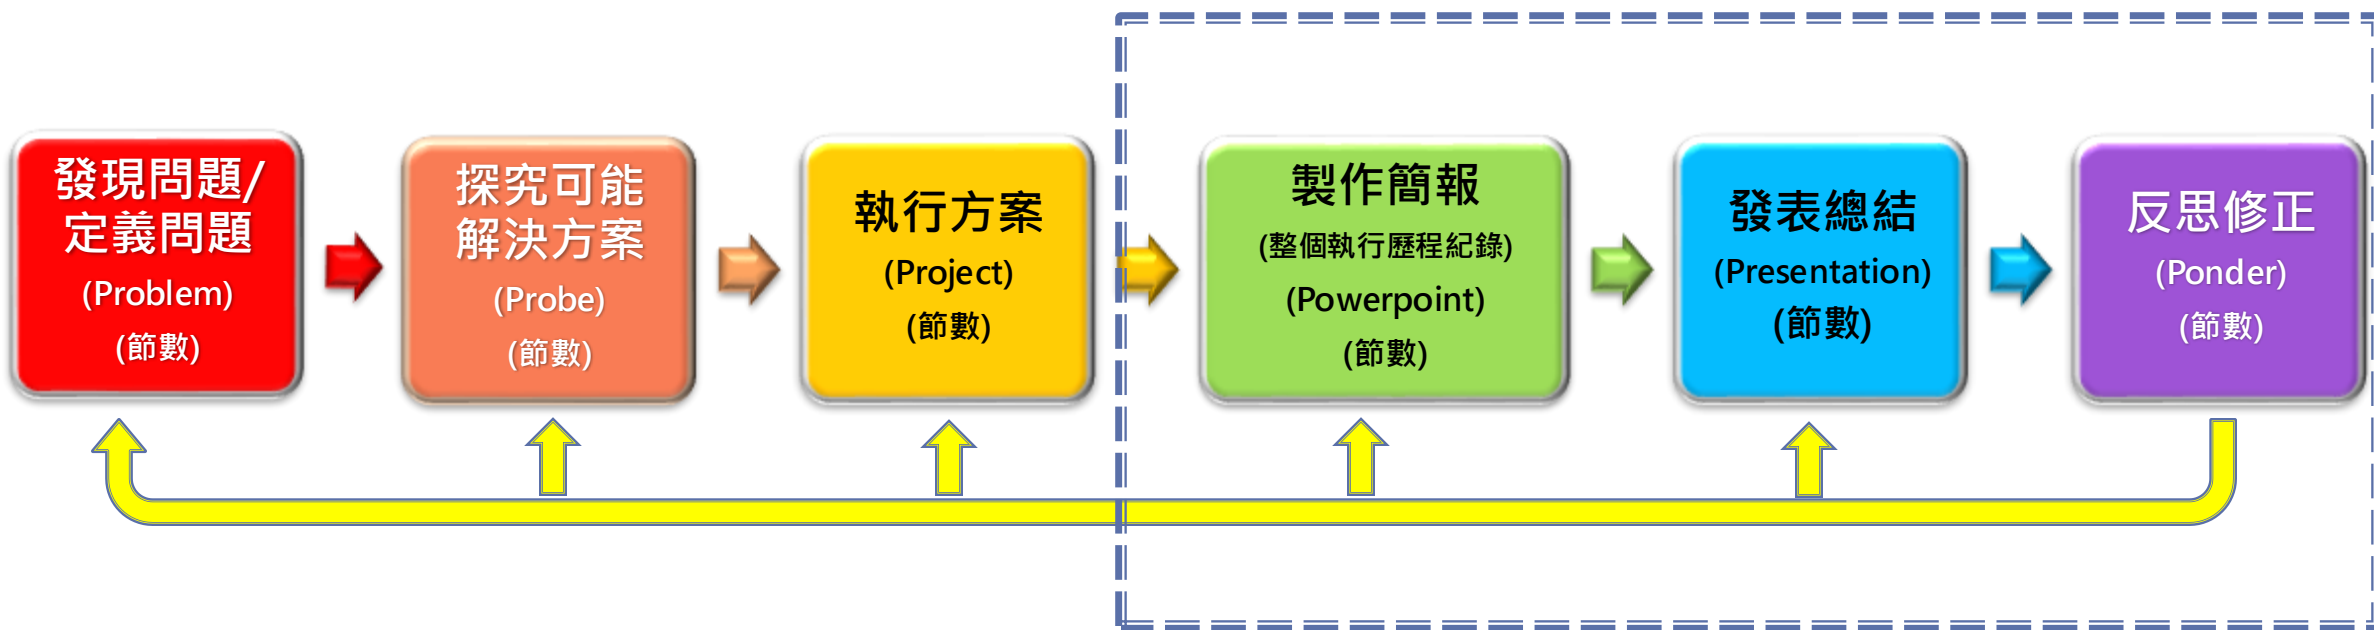 發現問題/
定義問題
(Problem)
(節數)
探究可能
解決方案
(Probe)
(節數)
執行方案
(Project)
(節數)
製作簡報
(整個執行歷程紀錄)
(Powerpoint)
(節數)
發表總結
(Presentation)
(節數)
反思修正
(Ponder)
(節數)